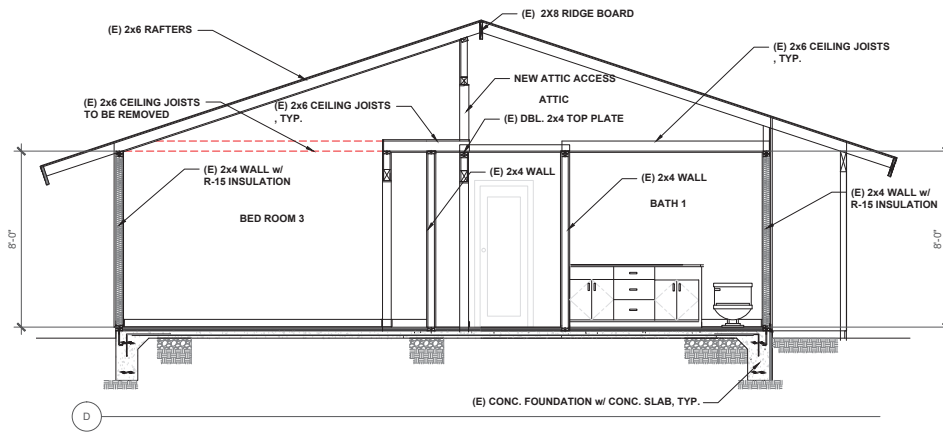 (E) 2X8 RIDGE BOARD
(E) 2x6 RAFTERS
(E) 2x6 CEILING JOISTS
, TYP.
NEW ATTIC ACCESS
ATTIC
(E) 2x6 CEILING JOISTS
TO BE REMOVED
(E) 2x6 CEILING JOISTS
, TYP.
(E) DBL. 2x4 TOP PLATE
(E) 2x4 WALL w/
R-15 INSULATION
(E) 2x4 WALL
(E) 2x4 WALL
(E) 2x4 WALL w/
R-15 INSULATION
BED ROOM 3
BATH 1
8'-0"
8'-0"
(E) CONC. FOUNDATION w/ CONC. SLAB, TYP.
D